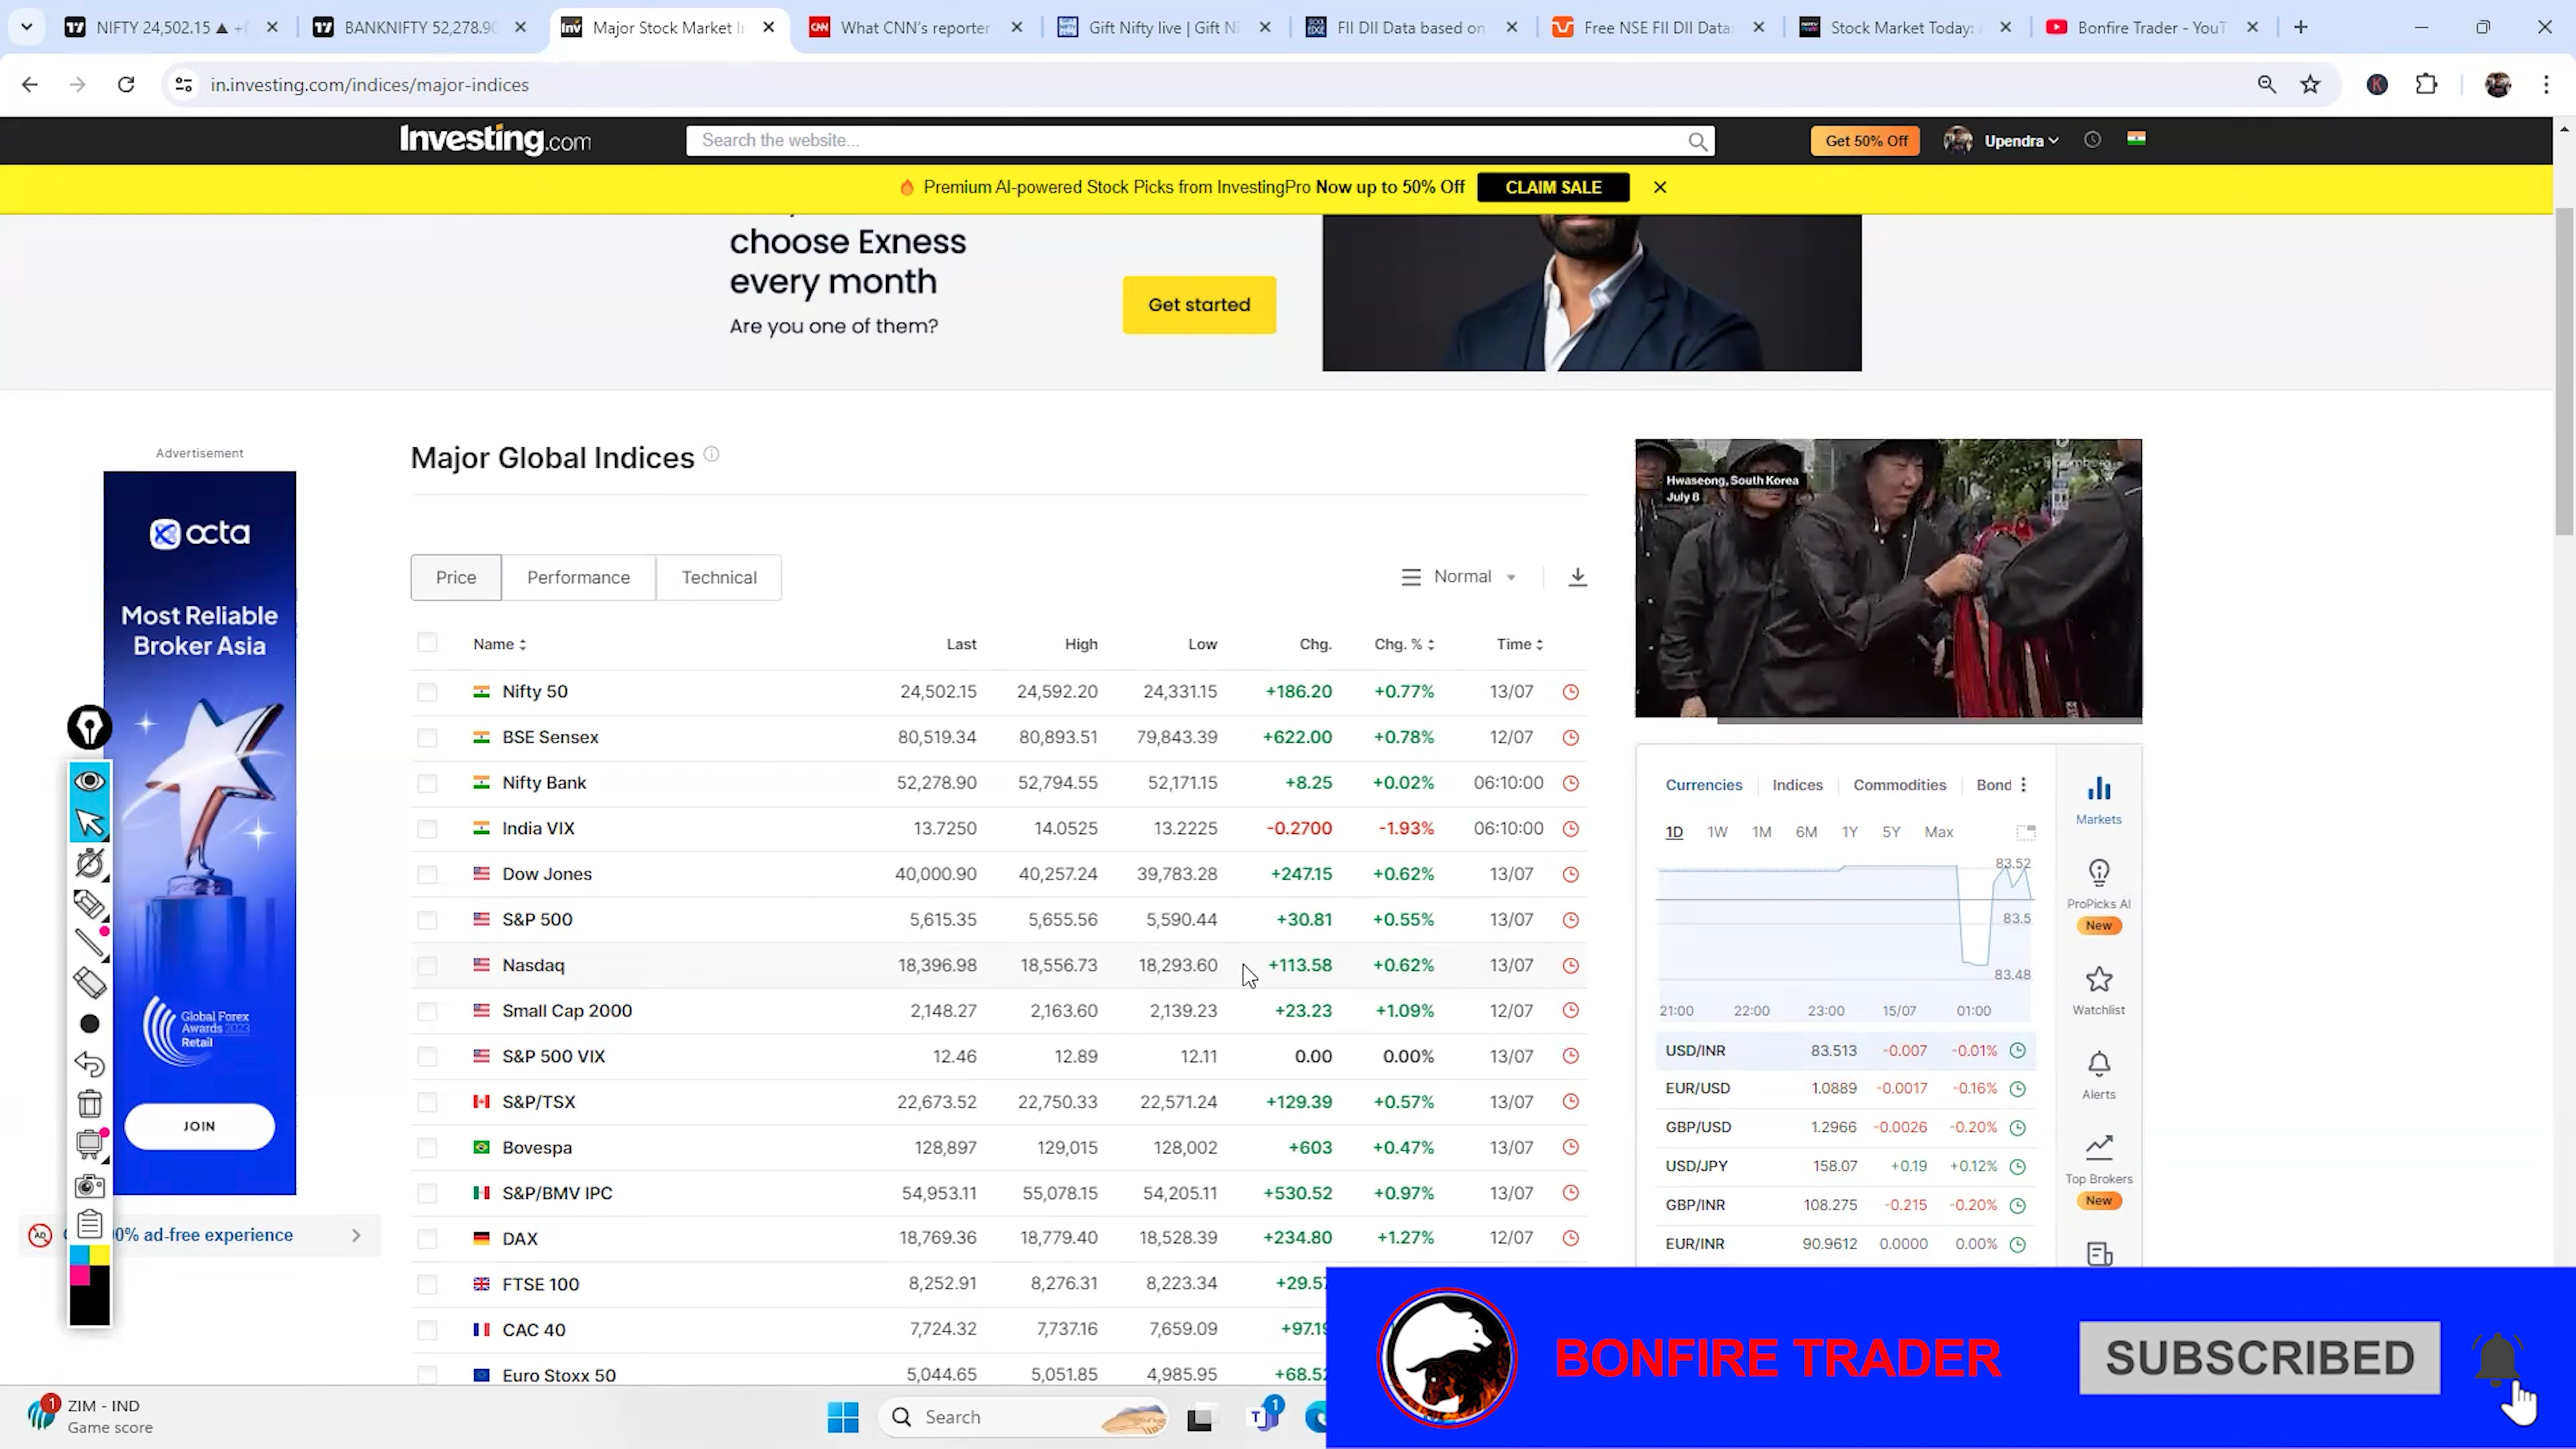 NIFTY 24,502.15 ▲ +
BANKNIFTY 52,278.90
Major Stock Market I
What CNN's reporter
Gift Nifty live | Gift Ni
FII DII Data based on
Free NSE FII DII Data:
Stock Market Today:
Bonfire Trader - YouT
in.investing.com/indices/major-indices
Investing.com
Search the website...
Get 50% Off
Upendra
Premium AI-powered Stock Picks from InvestingPro Now up to 50% Off
CLAIM SALE
choose Exness
every month
Are you one of them?
Get started
Advertisement
octa
Most Reliable
Broker Asia
Global Forex
Awards 2023
Retail
JOIN
0% ad-free experience
Major Global Indices
Price Performance Technical
Normal
Name Last High Low Chg. Chg. % Time
Nifty 50 24,502.15 24,592.20 24,331.15 +186.20 +0.77% 13/07
BSE Sensex 80,519.34 80,893.51 79,843.39 +622.00 +0.78% 12/07
Nifty Bank 52,278.90 52,794.55 52,171.15 +8.25 +0.02% 06:10:00
India VIX 13.7250 14.0525 13.2225 -0.2700 -1.93% 06:10:00
Dow Jones 40,000.90 40,257.24 39,783.28 +247.15 +0.62% 13/07
S&P 500 5,615.35 5,655.56 5,590.44 +30.81 +0.55% 13/07
Nasdaq 18,396.98 18,556.73 18,293.60 +113.58 +0.62% 13/07
Small Cap 2000 2,148.27 2,163.60 2,139.23 +23.23 +1.09% 12/07
S&P 500 VIX 12.46 12.89 12.11 0.00 0.00% 13/07
S&P/TSX 22,673.52 22,750.33 22,571.24 +129.39 +0.57% 13/07
Bovespa 128,897 129,015 128,002 +603 +0.47% 13/07
S&P/BMV IPC 54,953.11 55,078.15 54,205.11 +530.52 +0.97% 13/07
DAX 18,769.36 18,779.40 18,528.39 +234.80 +1.27% 12/07
FTSE 100 8,252.91 8,276.31 8,223.34 +29.57
CAC 40 7,724.32 7,737.16 7,659.09 +97.19
Euro Stoxx 50 5,044.65 5,051.85 4,985.95 +68.52
Hwaseong, South Korea
July 8
Bloomberg
Currencies Indices Commodities Bond
1D 1W 1M 6M 1Y 5Y Max
83.52
83.5
83.48
21:00 22:00 23:00 15/07 01:00
USD/INR 83.513 -0.007 -0.01%
EUR/USD 1.0889 -0.0017 -0.16%
GBP/USD 1.2966 -0.0026 -0.20%
USD/JPY 158.07 +0.19 +0.12%
GBP/INR 108.275 -0.215 -0.20%
EUR/INR 90.9612 0.0000 0.00%
Markets
ProPicks AI
New
Watchlist
Alerts
Top Brokers
New
BONFIRE TRADER
SUBSCRIBED
1
ZIM - IND
Game score
Search
1